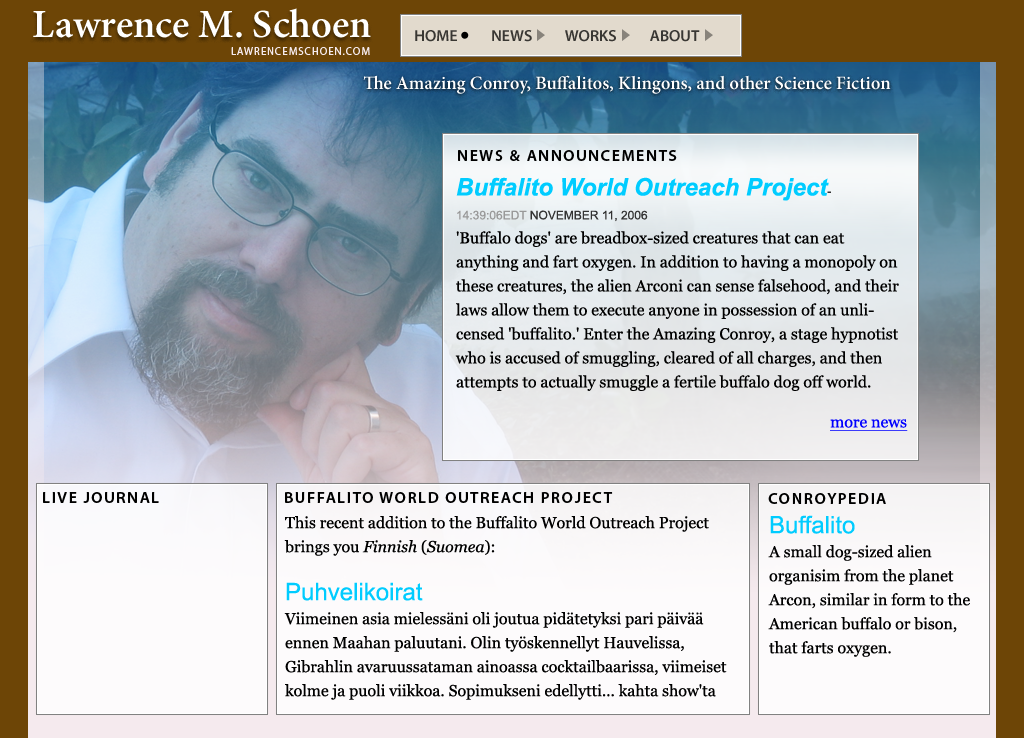 Lawrence M. Schoen
LAWRENCEMSCHOEN.COM
HOME NEWS WORKS ABOUT
The Amazing Conroy, Buffalitos, Klingons, and other Science Fiction
NEWS & ANNOUNCEMENTS
Buffalito World Outreach Project-
14:39:06EDT NOVEMBER 11, 2006
'Buffalo dogs' are breadbox-sized creatures that can eat
anything and fart oxygen. In addition to having a monopoly on
these creatures, the alien Arconi can sense falsehood, and their
laws allow them to execute anyone in possession of an unli-
censed 'buffalito.' Enter the Amazing Conroy, a stage hypnotist
who is accused of smuggling, cleared of all charges, and then
attempts to actually smuggle a fertile buffalo dog off world.
more news
LIVE JOURNAL
BUFFALITO WORLD OUTREACH PROJECT
This recent addition to the Buffalito World Outreach Project
brings you Finnish (Suomea):
Puhvelikoirat
Viimeinen asia mielessäni oli joutua pidätetyksi pari päivää
ennen Maahan paluutani. Olin työskennellyt Hauvelissa,
Gibrahlin avaruussataman ainoassa cocktailbaarissa, viimeiset
kolme ja puoli viikkoa. Sopimukseni edellytti... kahta show'ta
CONROYPEDIA
Buffalito
A small dog-sized alien
organisim from the planet
Arcon, similar in form to the
American buffalo or bison,
that farts oxygen.